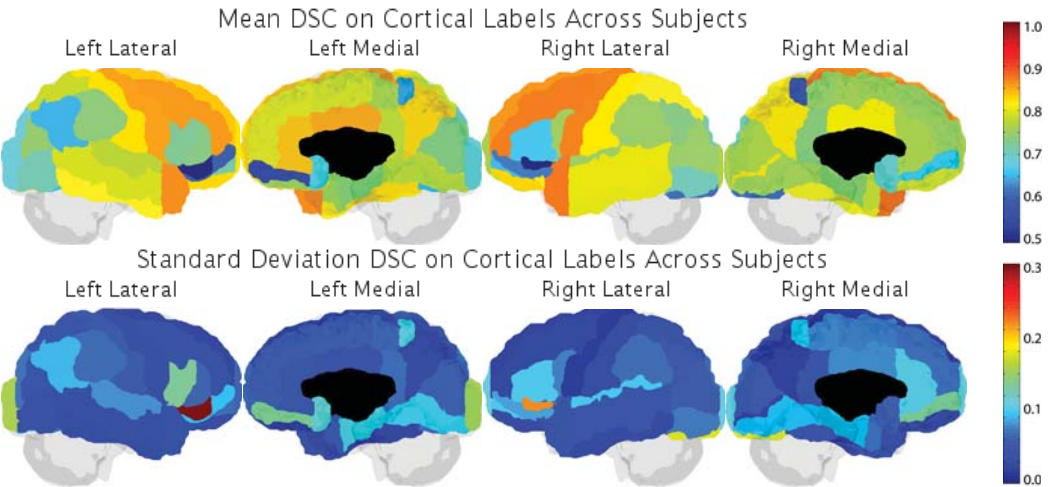 Mean DSC on Cortical Labels Across Subjects
Left Lateral Left Medial Right Lateral Right Medial
1.0
0.9
0.8
0.7
0.6
0.5
Standard Deviation DSC on Cortical Labels Across Subjects
Left Lateral Left Medial Right Lateral Right Medial
0.3
0.2
0.1
0.0